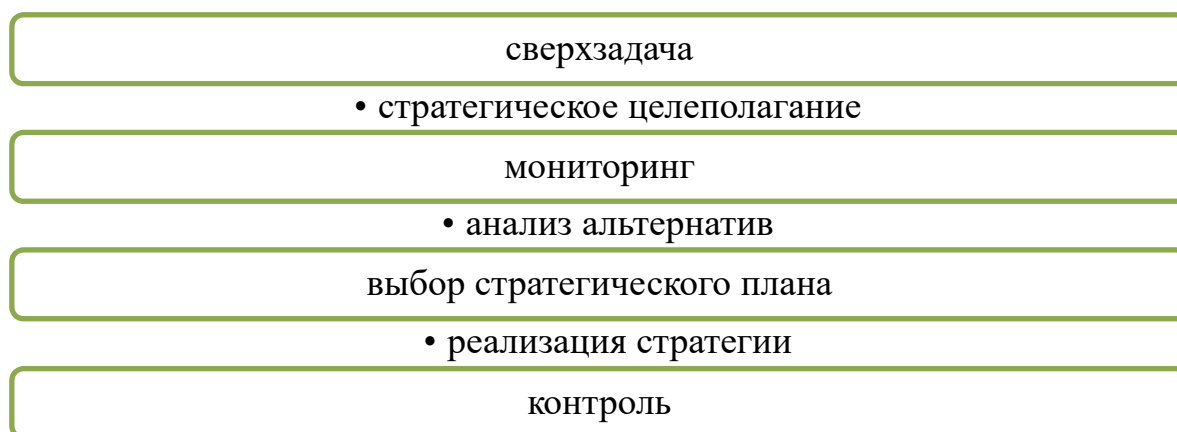 сверхзадача
• стратегическое целеполагание
мониторинг
• анализ альтернатив
выбор стратегического плана
• реализация стратегии
контроль